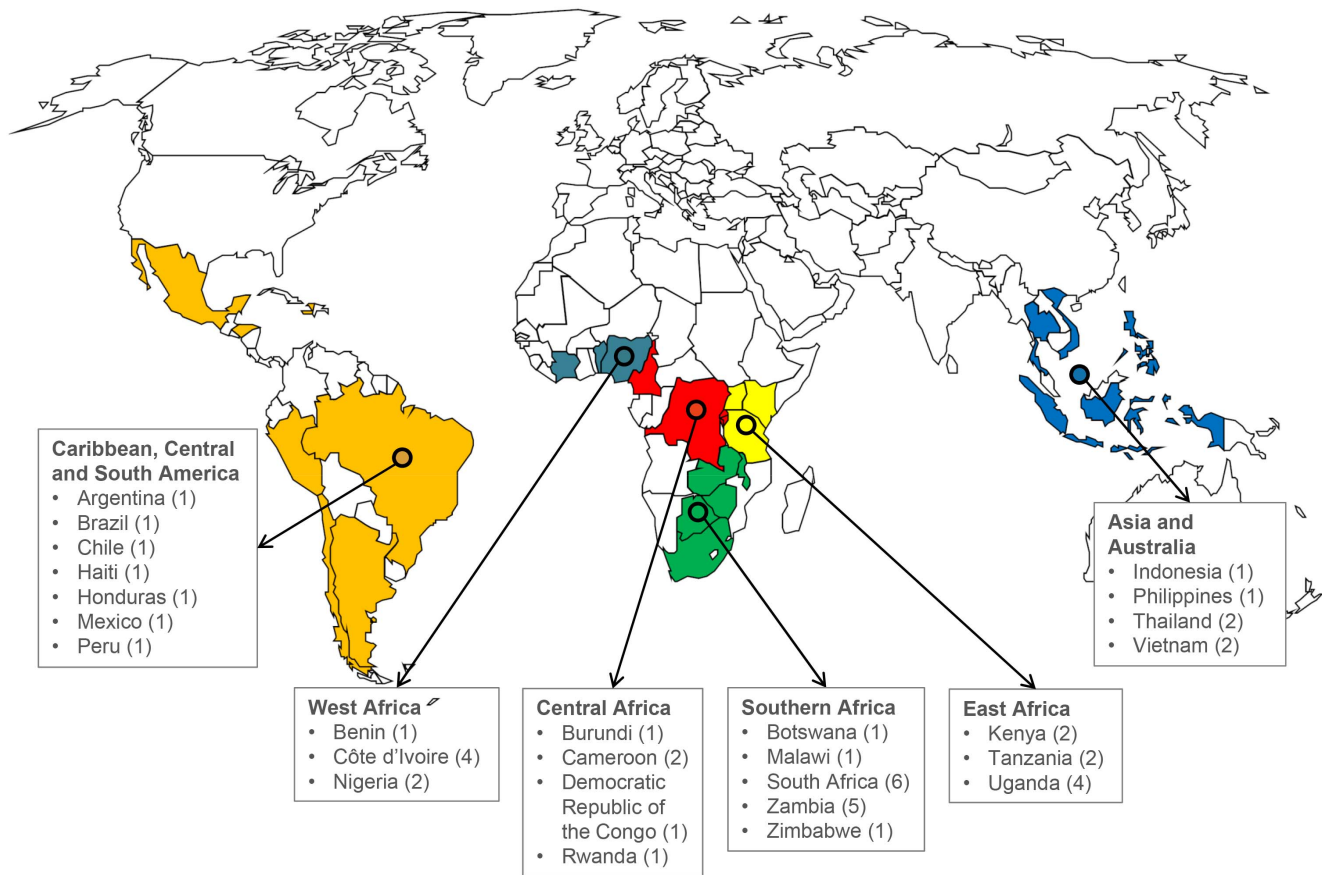 Caribbean, Central
and South America
• Argentina (1)
• Brazil (1)
• Chile (1)
• Haiti (1)
• Honduras (1)
• Mexico (1)
• Peru (1)
West Africa
• Benin (1)
• Côte d’Ivoire (4)
• Nigeria (2)
Central Africa
• Burundi (1)
• Cameroon (2)
• Democratic
Republic of
the Congo (1)
• Rwanda (1)
Southern Africa
• Botswana (1)
• Malawi (1)
• South Africa (6)
• Zambia (5)
• Zimbabwe (1)
East Africa
• Kenya (2)
• Tanzania (2)
• Uganda (4)
Asia and
Australia
• Indonesia (1)
• Philippines (1)
• Thailand (2)
• Vietnam (2)